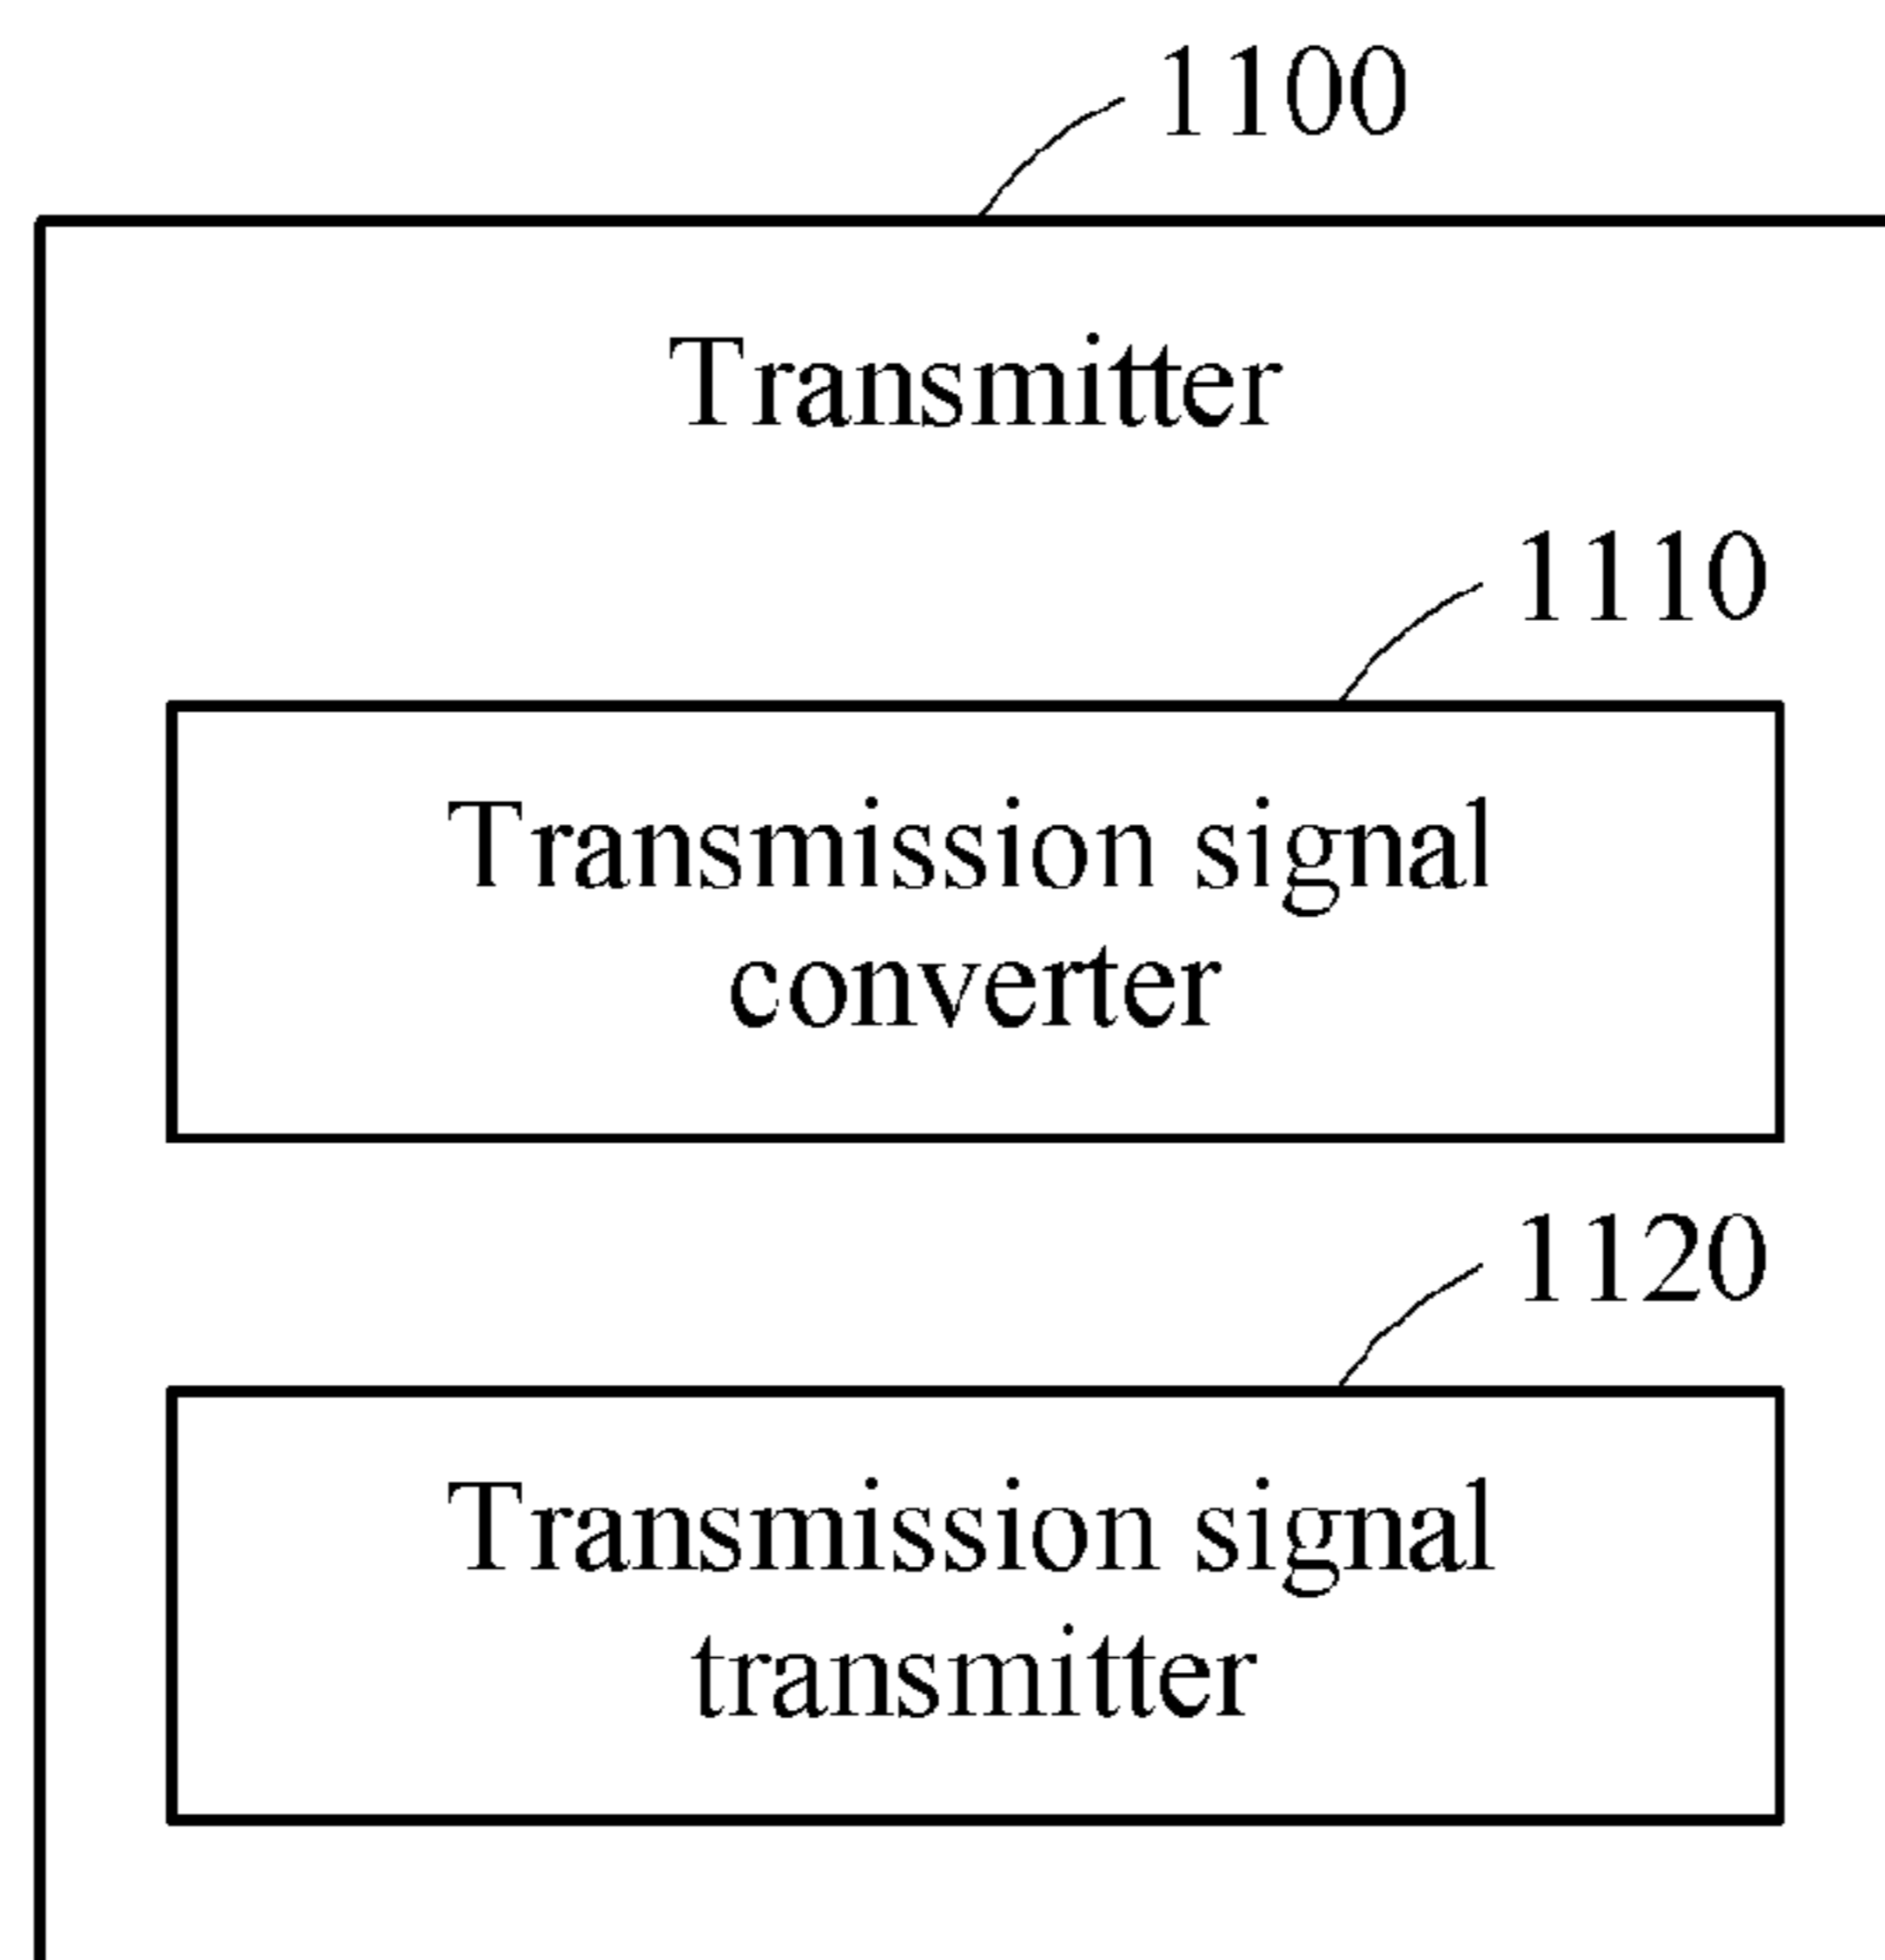 1100
Transmitter
1110
Transmission signal
converter
1120
Transmission signal
transmitter